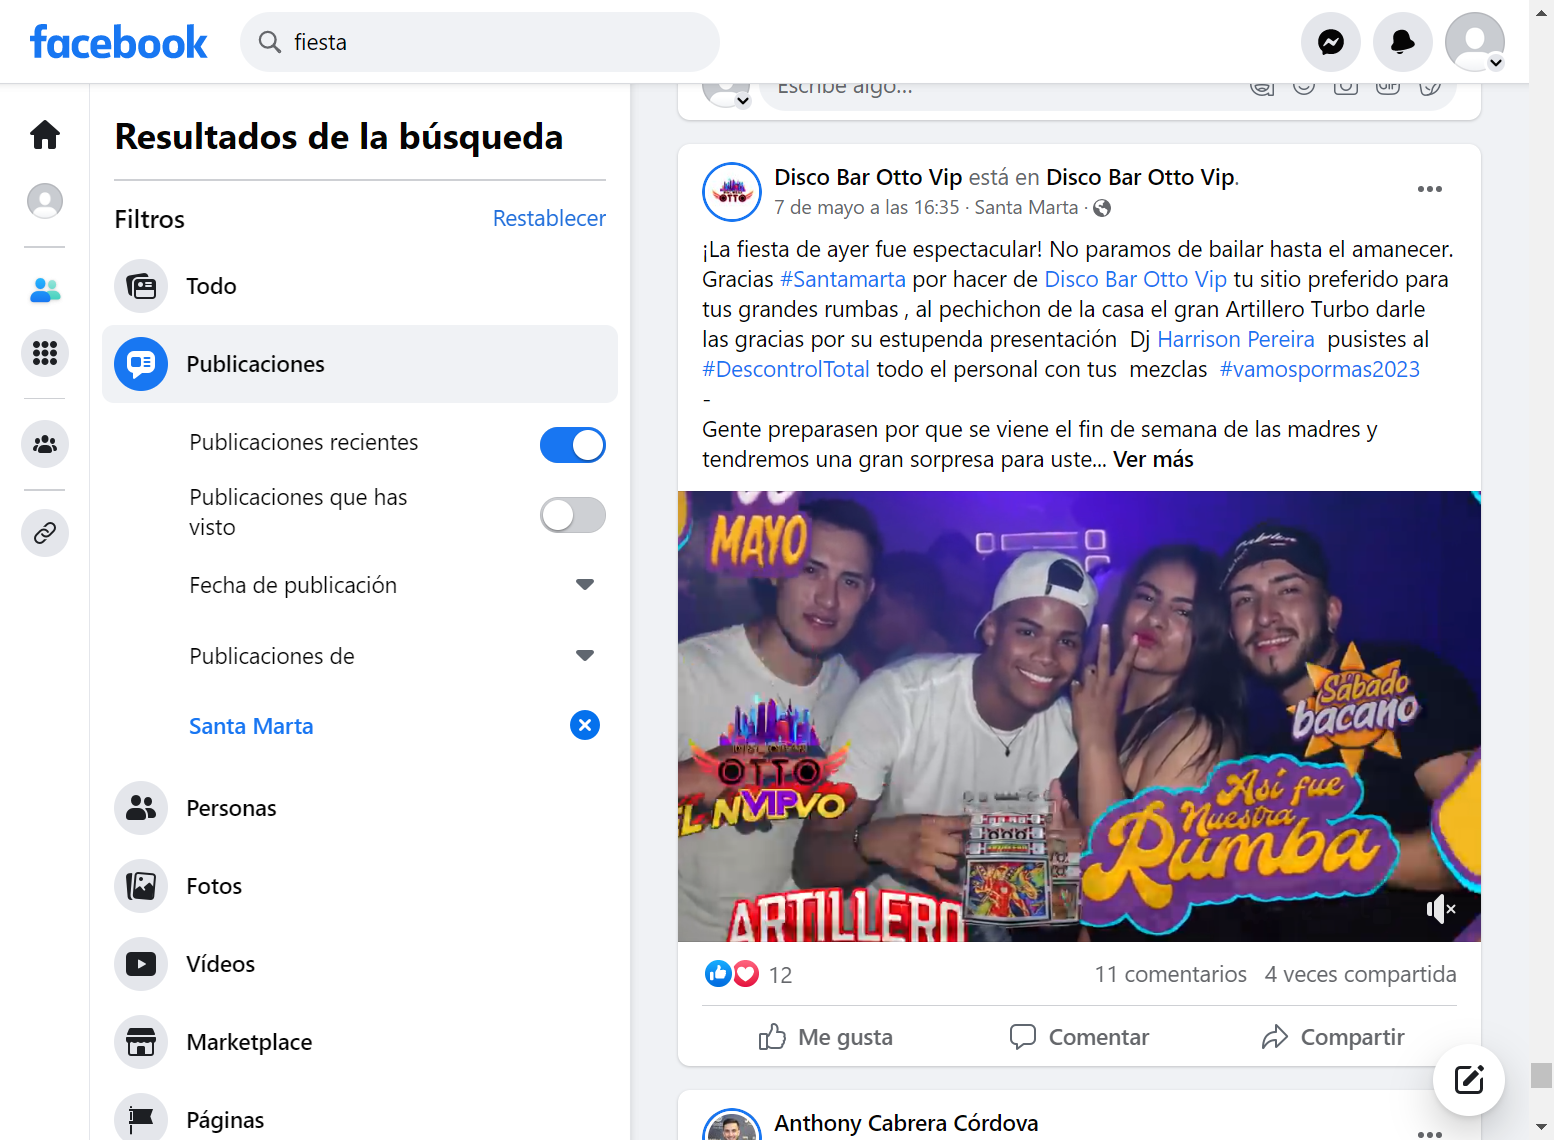 facebook
fiesta
Escribe algo...
GIF
Resultados de la búsqueda
Filtros
Restablecer
Todo
Publicaciones
Publicaciones recientes
Publicaciones que has
visto
Fecha de publicación
Publicaciones de
Santa Marta
Personas
Fotos
Vídeos
Marketplace
Páginas
OTTO
Disco Bar Otto Vip está en Disco Bar Otto Vip.
7 de mayo a las 16:35 · Santa Marta ·
¡La fiesta de ayer fue espectacular! No paramos de bailar hasta el amanecer.
Gracias #Santamarta por hacer de Disco Bar Otto Vip tu sitio preferido para
tus grandes rumbas , al pechichon de la casa el gran Artillero Turbo darle
las gracias por su estupenda presentación  Dj Harrison Pereira  pusistes al
#DescontrolTotal todo el personal con tus  mezclas  #vamospormas2023
-
Gente preparasen por que se viene el fin de semana de las madres y
tendremos una gran sorpresa para uste... Ver más
MAYO
Sábado
bacano
DISCO BAR
OTTO
VIP
EL NUEVO
Así fue
Nuestra
Rumba
ARTILLERO
12
11 comentarios 4 veces compartida
Me gusta
Comentar
Compartir
Anthony Cabrera Córdova